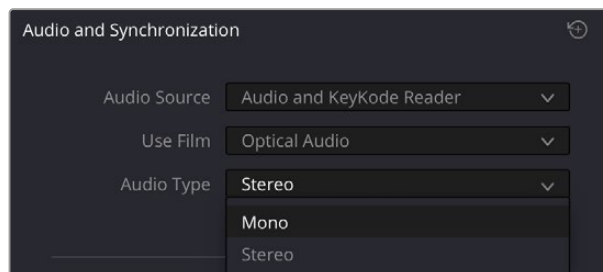 Audio and Synchronization
Audio Source Audio and KeyKode Reader
Use Film Optical Audio
Audio Type Stereo
Mono
Stereo